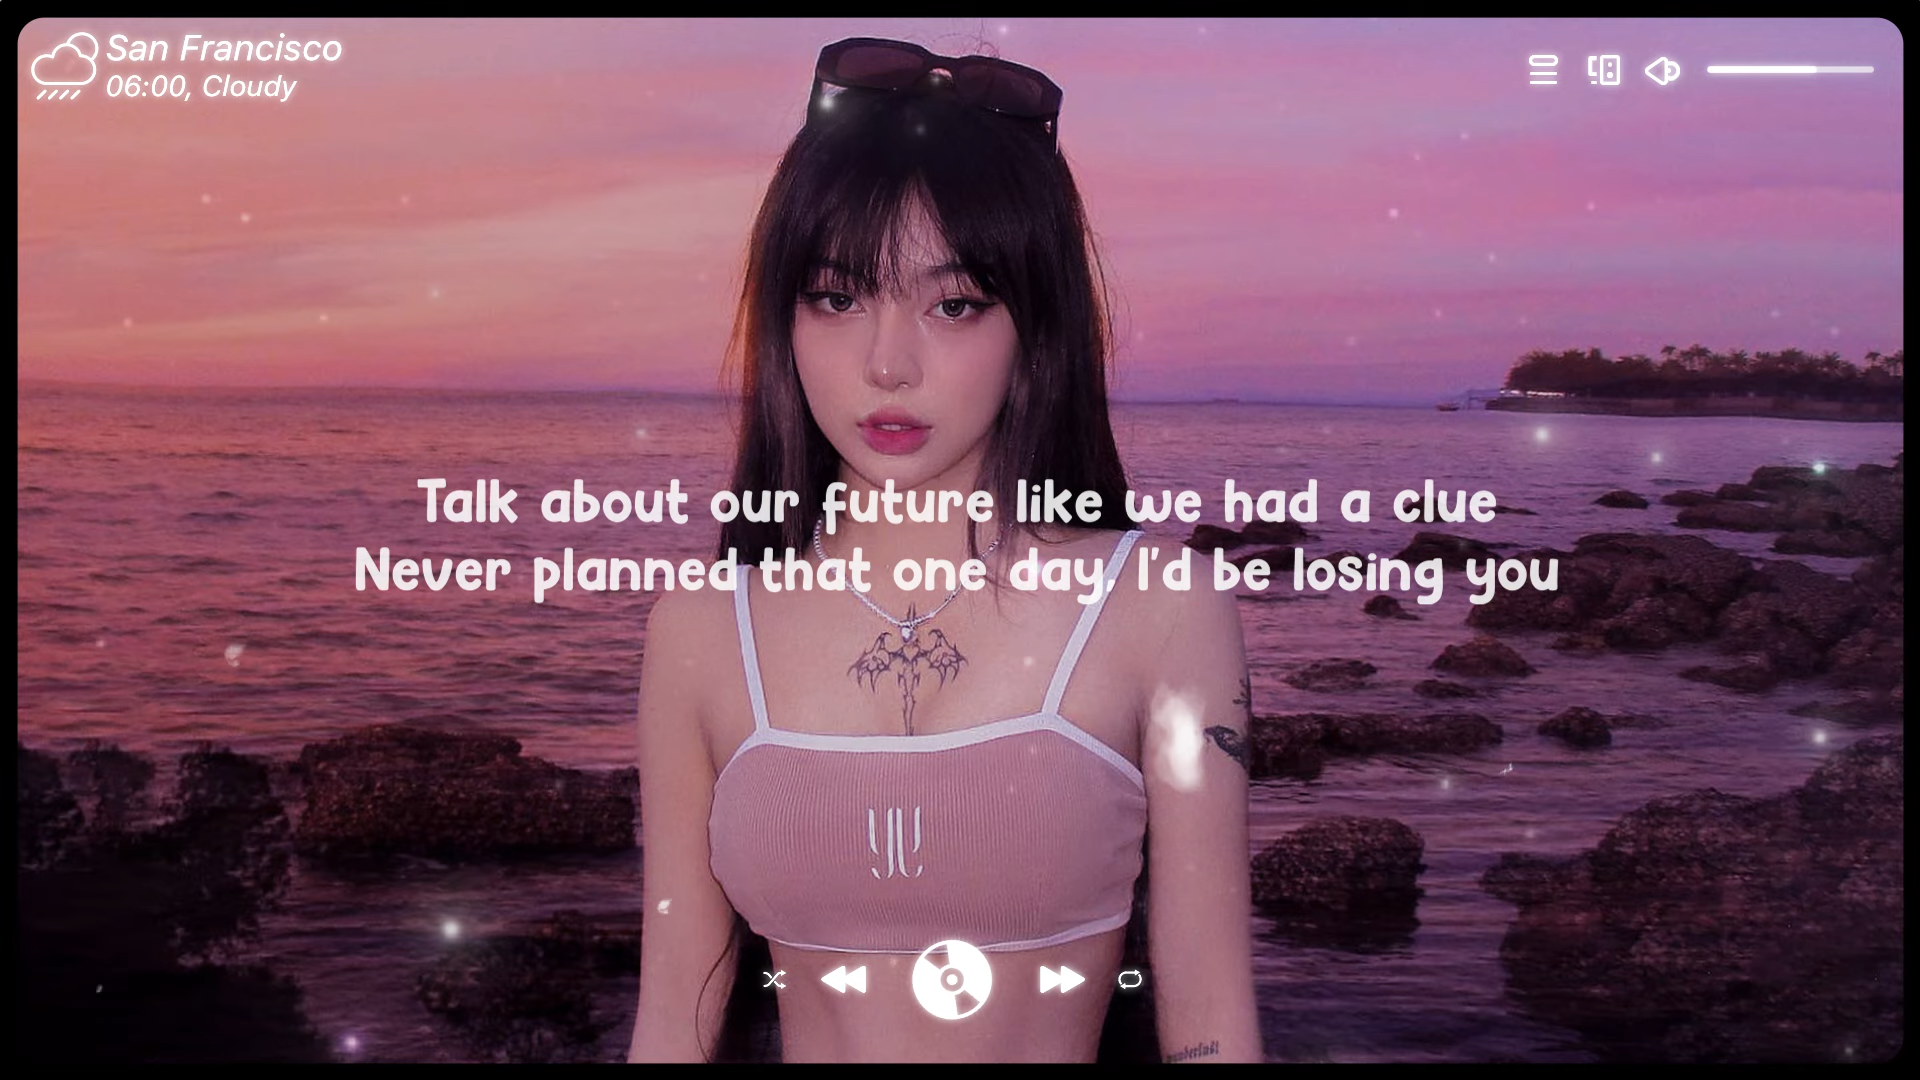 San Francisco
06:00, Cloudy
Talk about our future like we had a clue
Never planned that one day, I'd be losing you
wanderlust